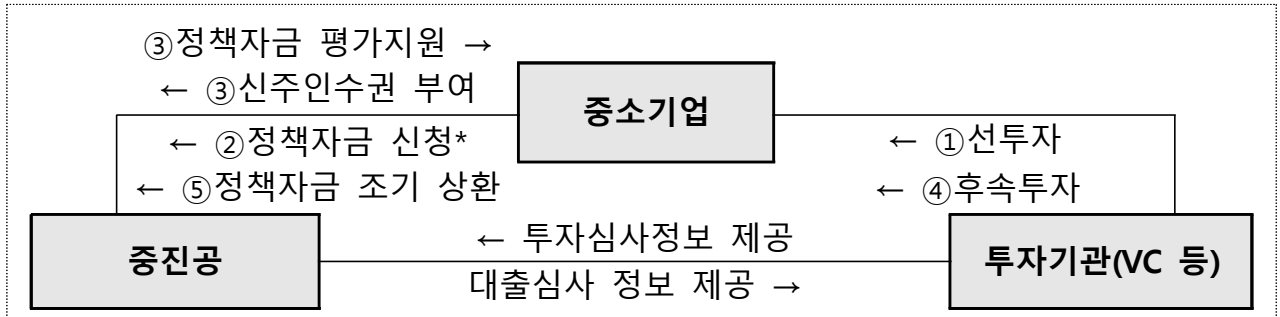 ③정책자금 평가지원 →
← ③신주인수권 부여
중소기업
← ②정책자금 신청*
← ⑤정책자금 조기 상환
← ①선투자
← ④후속투자
중진공
← 투자심사정보 제공
대출심사 정보 제공 →
투자기관(VC 등)